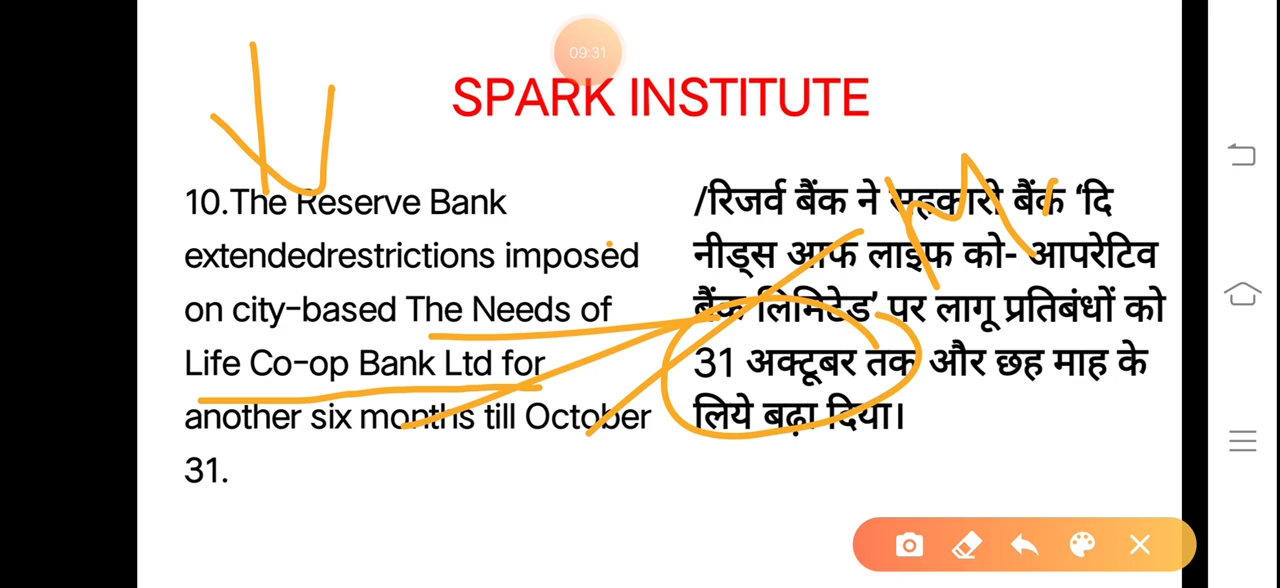 09:31
SPARK INSTITUTE
10.The Reserve Bank
extendedrestrictions imposed
on city-based The Needs of
Life Co-op Bank Ltd for
another six months till October
31.
/रिजर्व बैंक ने सहकारी बैंक ‘दि
नीड्स आफ लाइफ को- आपरेटिव
बैंक लिमिटेड’ पर लागू प्रतिबंधों को
31 अक्टूबर तक और छह माह के
लिये बढ़ा दिया।